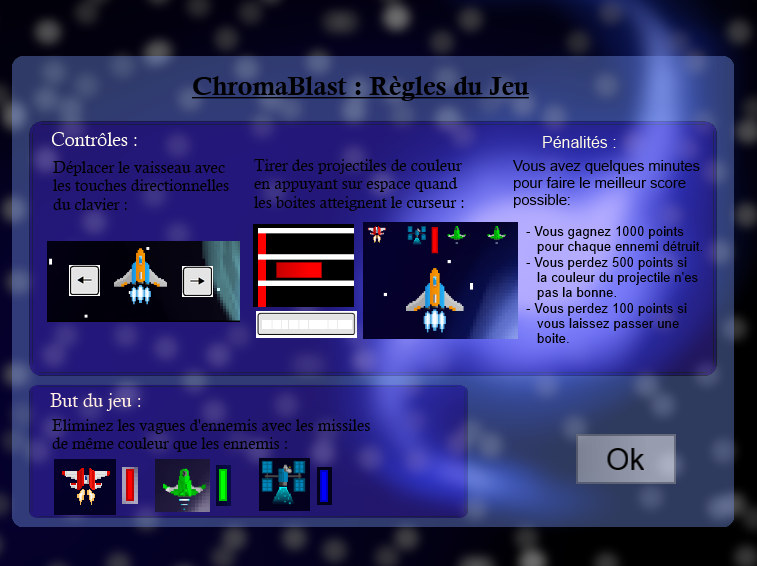 ChromaBlast : Règles du Jeu
Contrôles :
Déplacer le vaisseau avec
les touches directionnelles
du clavier :
Tirer des projectiles de couleur
en appuyant sur espace quand
les boites atteignent le curseur :
Pénalités :
Vous avez quelques minutes
pour faire le meilleur score
possible:
- Vous gagnez 1000 points
pour chaque ennemi détruit.
- Vous perdez 500 points si
la couleur du projectile n'es
pas la bonne.
- Vous perdez 100 points si
vous laissez passer une
boite.
But du jeu :
Eliminez les vagues d'ennemis avec les missiles
de même couleur que les ennemis :
Ok